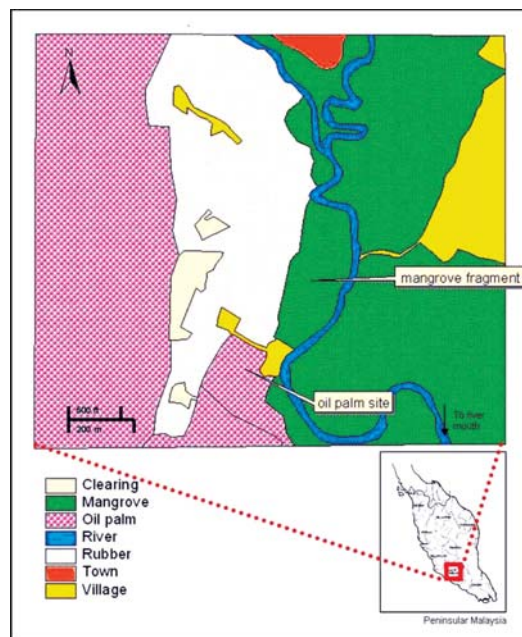 N
mangrove fragment
oil palm site
600 ft
200 m
To river
mouth
Clearing
Mangrove
Oil palm
River
Rubber
Town
Village
Peninsular Malaysia